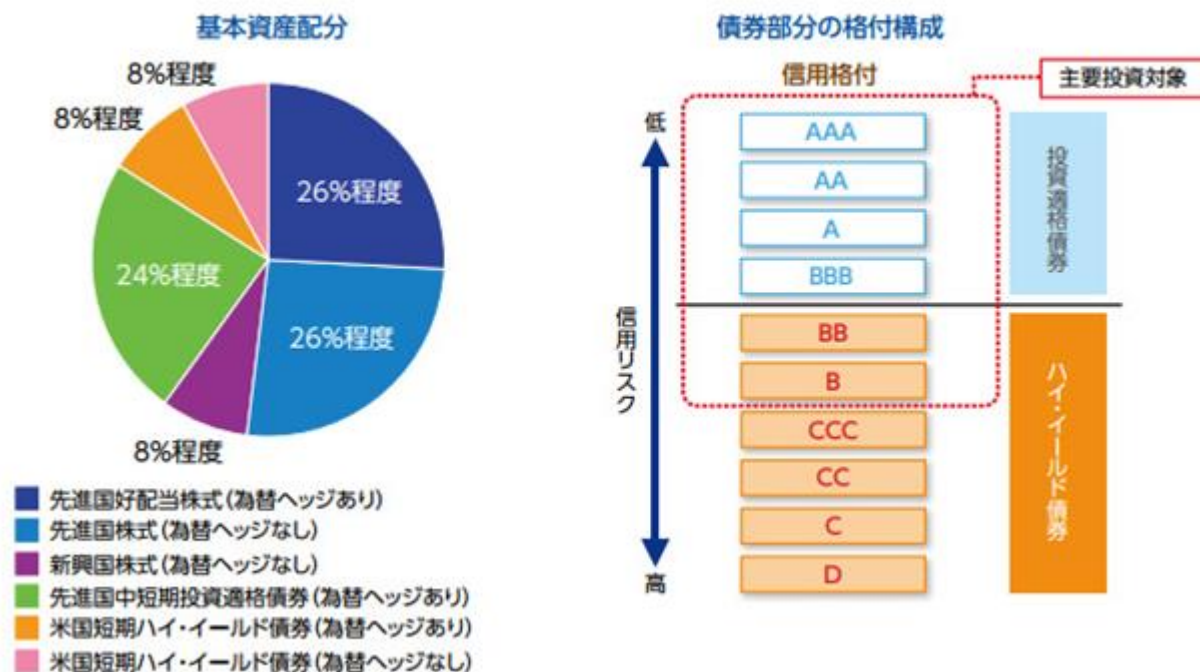 基本資産配分
8%程度
8%程度
26%程度
24%程度
26%程度
8%程度
先進国好配当株式(為替ヘッジあり)
先進国株式(為替ヘッジなし)
新興国株式(為替ヘッジなし)
先進国中短期投資適格債券(為替ヘッジあり)
米国短期ハイ・イールド債券(為替ヘッジあり)
米国短期ハイ・イールド債券(為替ヘッジなし)
債券部分の格付構成
信用格付
主要投資対象
低
信用リスク
高
AAA
AA
A
BBB
BB
B
CCC
CC
C
D
投資適格債券
ハイ・イールド債券